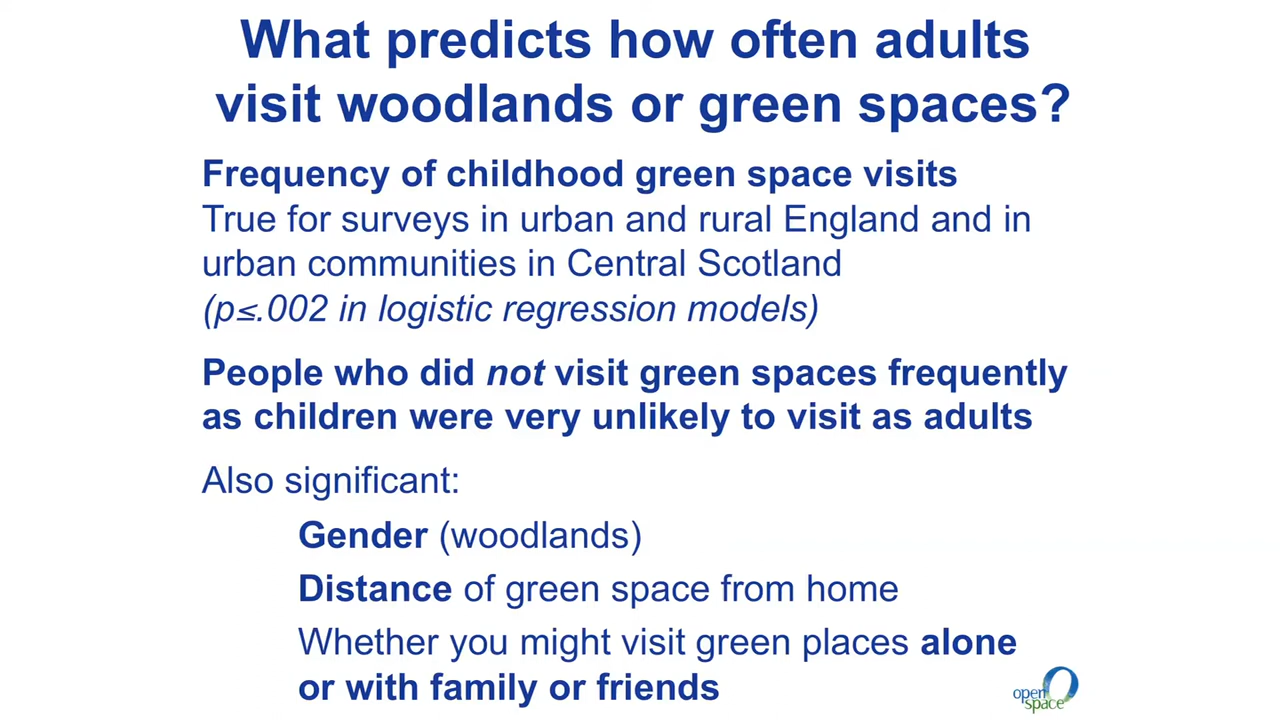 What predicts how often adults
visit woodlands or green spaces?
Frequency of childhood green space visits
True for surveys in urban and rural England and in
urban communities in Central Scotland
(p≤.002 in logistic regression models)
People who did not visit green spaces frequently
as children were very unlikely to visit as adults
Also significant:
Gender (woodlands)
Distance of green space from home
Whether you might visit green places alone
or with family or friends
open
space